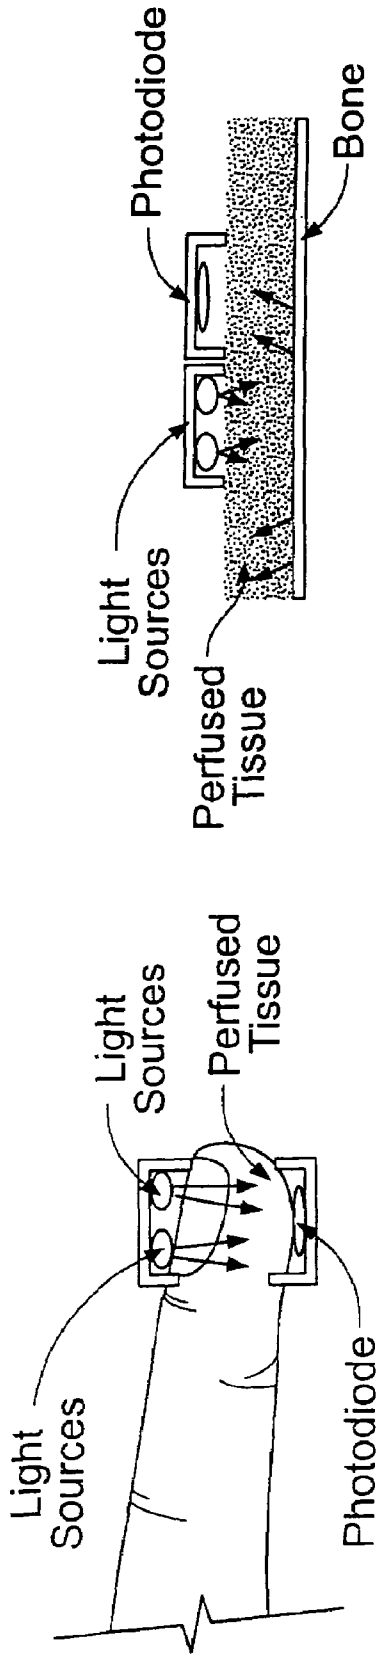 Light
Sources
Light
Sources
Perfused
Tissue
Photodiode
Light
Sources
Photodiode
Perfused
Tissue
Bone